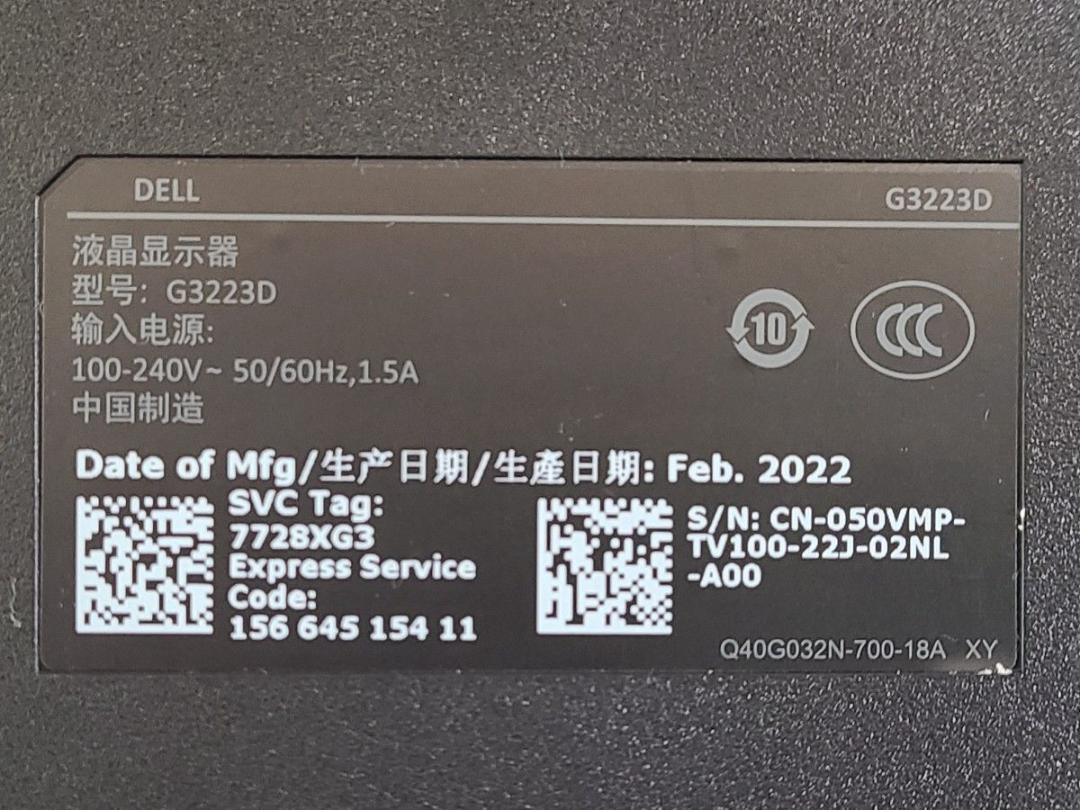 DELL G3223D
液晶显示器
型号: G3223D
输入电源:
100-240V~ 50/60Hz,1.5A
中国制造
10
CCC
Date of Mfg/生产日期/生產日期: Feb. 2022
SVC Tag:
7728XG3
Express Service
Code:
156 645 154 11
S/N: CN-050VMP-
TV100-22J-02NL
-A00
Q40G032N-700-18A XY